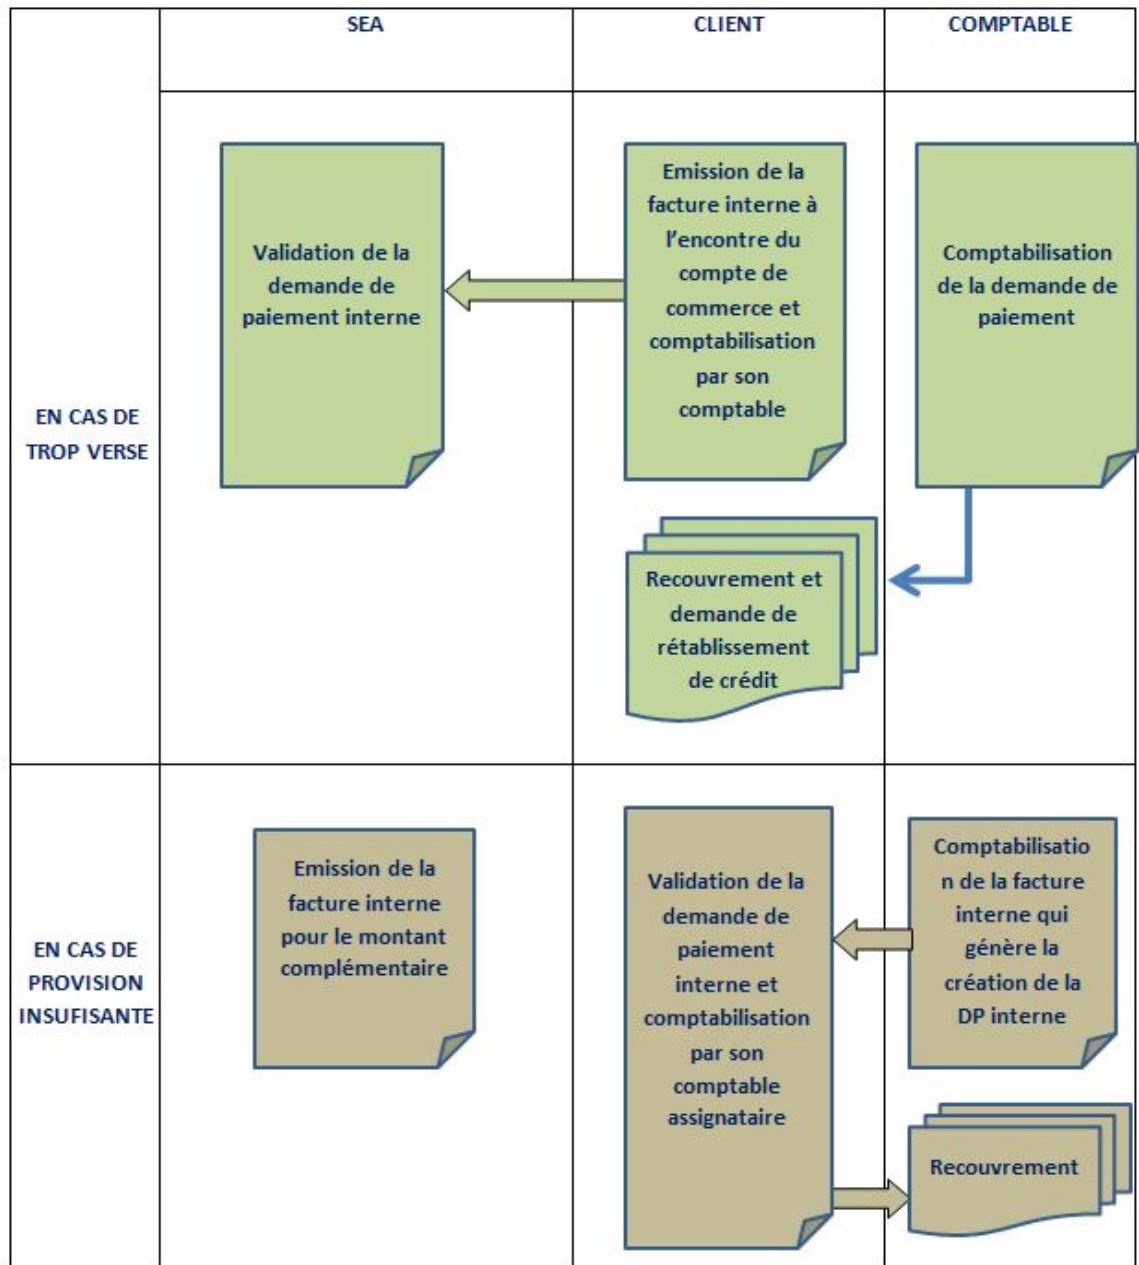 SEA
CLIENT
COMPTABLE
EN CAS DE
TROP VERSE
Validation de la
demande de
paiement interne
Emission de la
facture interne à
l'encontre du
compte de
commerce et
comptabilisation
par son
comptable
Comptabilisation
de la demande de
paiement
Recouvrement et
demande de
rétablissement
de crédit
EN CAS DE
PROVISION
INSUFISANTE
Emission de la
facture interne
pour le montant
complémentaire
Validation de la
demande de
paiement
interne et
comptabilisation
par son
comptable
assignataire
Comptabilisatio
n de la facture
interne qui
génère la
création de la
DP interne
Recouvrement